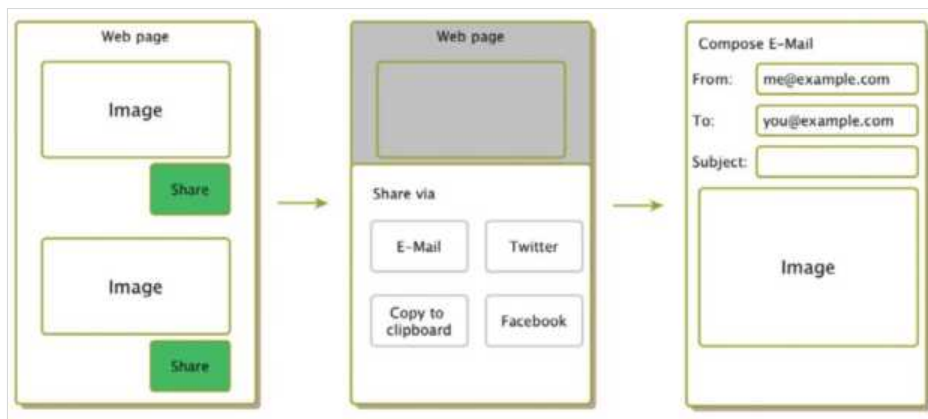 Web page
Image
Share
Image
Share
Web page
Share via
E-Mail
Twitter
Copy to
clipboard
Facebook
Compose E-Mail
From: me@example.com
To: you@example.com
Subject:
Image